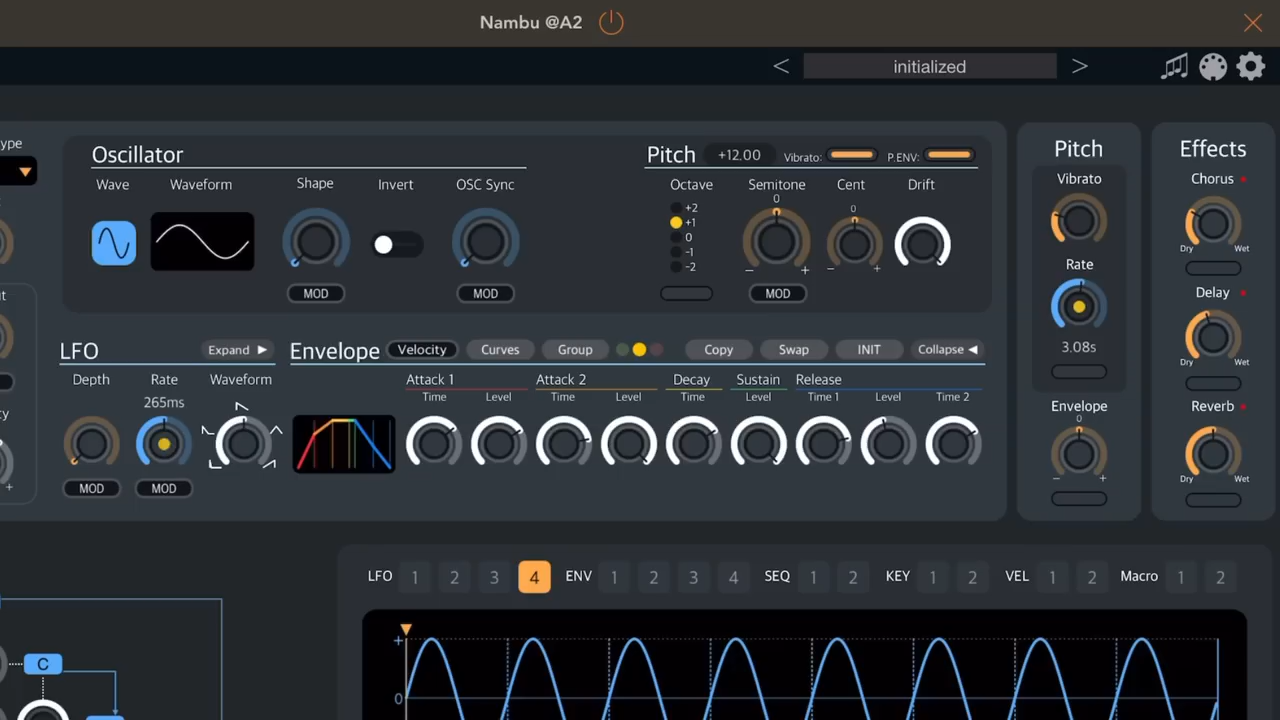 Nambu @A2
< initialized >
ype
Oscillator
Wave Waveform Shape Invert OSC Sync
MOD MOD
Pitch +12.00 Vibrato: P.ENV:
Octave Semitone Cent Drift
+2
+1
0
-1
-2
0 0
− + − +
MOD
Pitch
Vibrato
Rate
3.08s
Envelope
0
− +
Effects
Chorus
Dry Wet
Delay
Dry Wet
Reverb
Dry Wet
t
y
+
LFO Expand ▶
Depth Rate Waveform
265ms
MOD MOD
Envelope Velocity Curves Group Copy Swap INIT Collapse ◀
Attack 1 Attack 2 Decay Sustain Release
Time Level Time Level Time Level Time 1 Level Time 2
LFO 1 2 3 4 ENV 1 2 3 4 SEQ 1 2 KEY 1 2 VEL 1 2 Macro 1 2
+
0
C